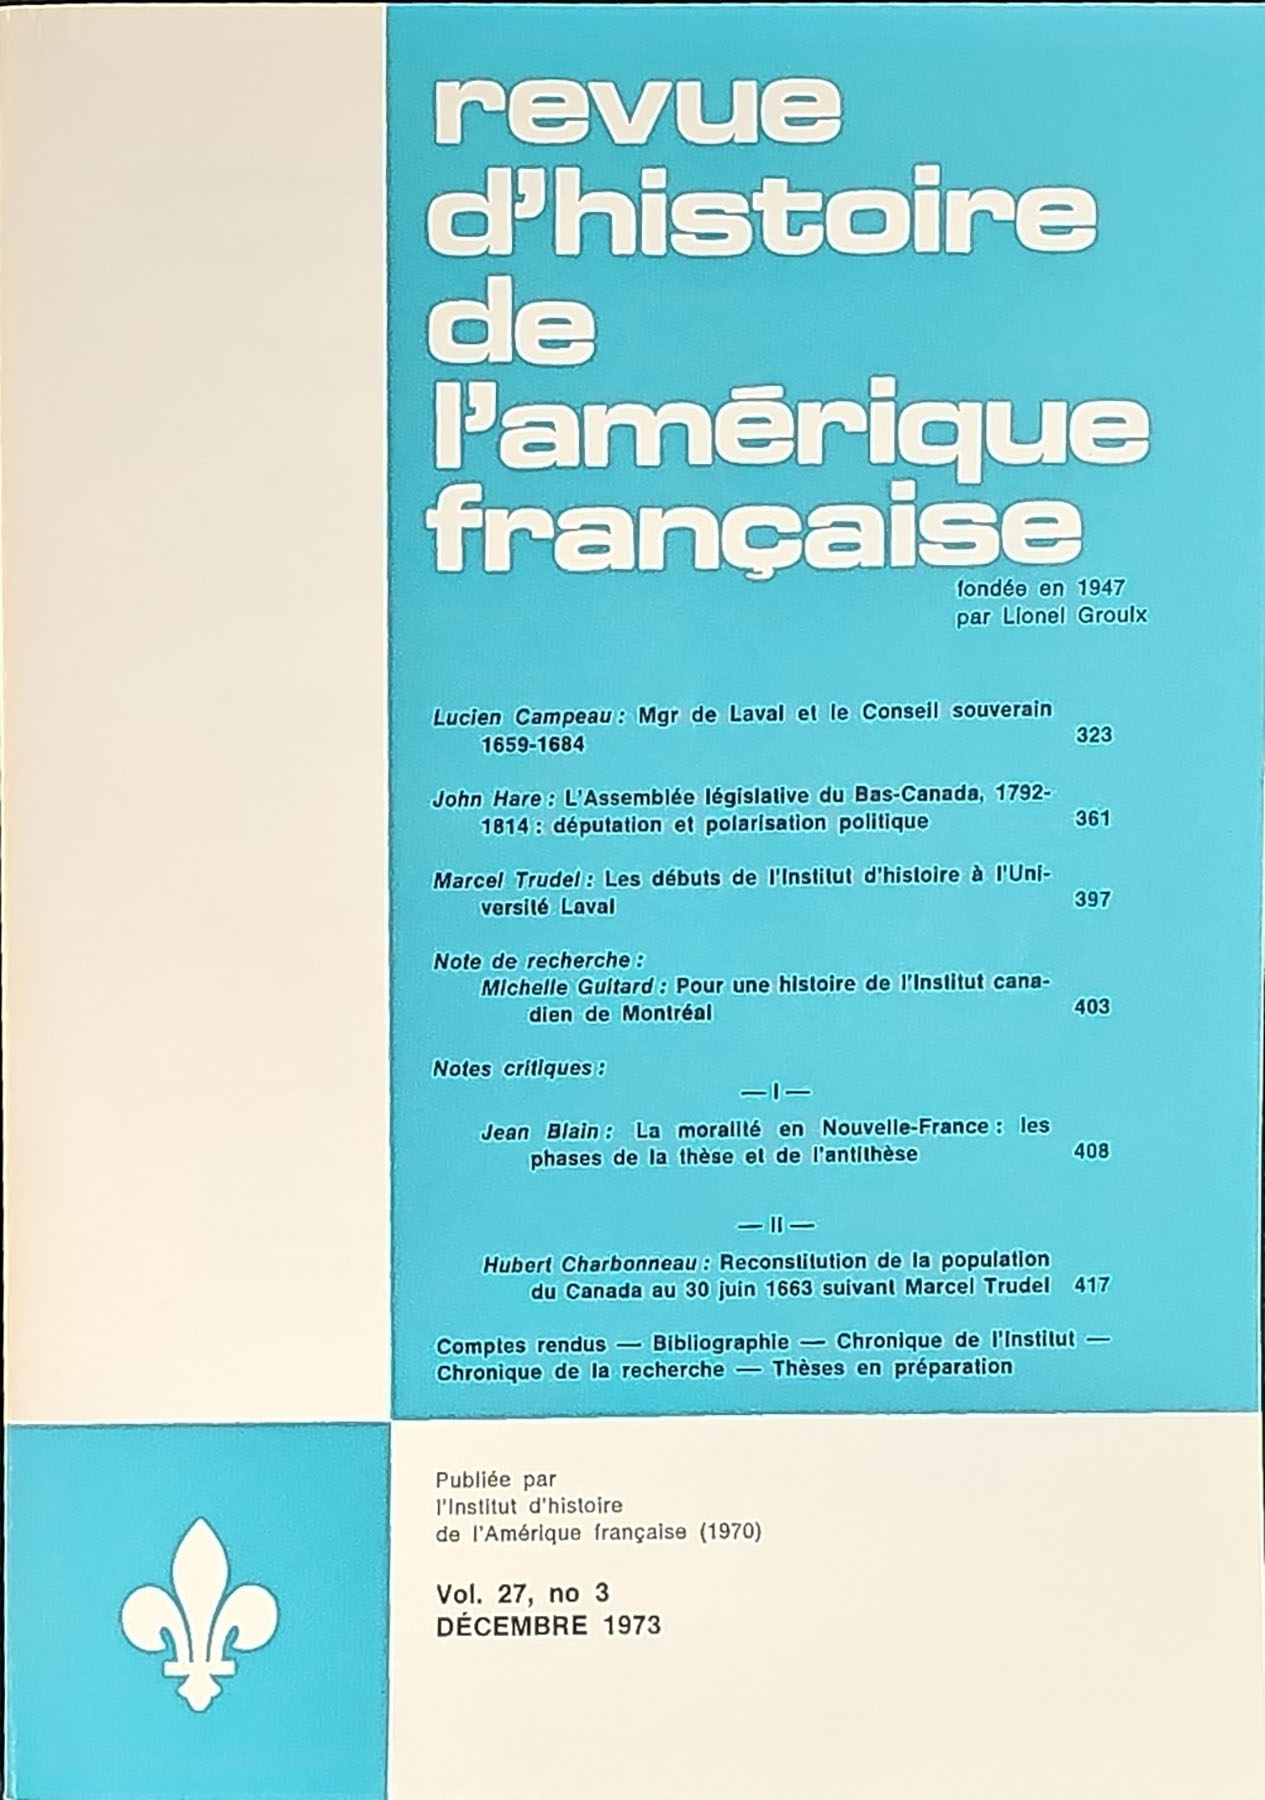 revue
d'histoire
de
l'amérique
française
fondée en 1947
par Lionel Groulx
Lucien Campeau : Mgr de Laval et le Conseil souverain
1659-1684 323
John Hare : L'Assemblée législative du Bas-Canada, 1792-
1814 : députation et polarisation politique 361
Marcel Trudel : Les débuts de l'Institut d'histoire à l'Uni-
versité Laval 397
Note de recherche :
Michelle Guitard : Pour une histoire de l'Institut cana-
dien de Montréal 403
Notes critiques :
— I —
Jean Blain : La moralité en Nouvelle-France : les
phases de la thèse et de l'antithèse 408
— II —
Hubert Charbonneau : Reconstitution de la population
du Canada au 30 juin 1663 suivant Marcel Trudel 417
Comptes rendus — Bibliographie — Chronique de l'Institut —
Chronique de la recherche — Thèses en préparation
Publiée par
l'Institut d'histoire
de l'Amérique française (1970)
Vol. 27, no 3
DÉCEMBRE 1973